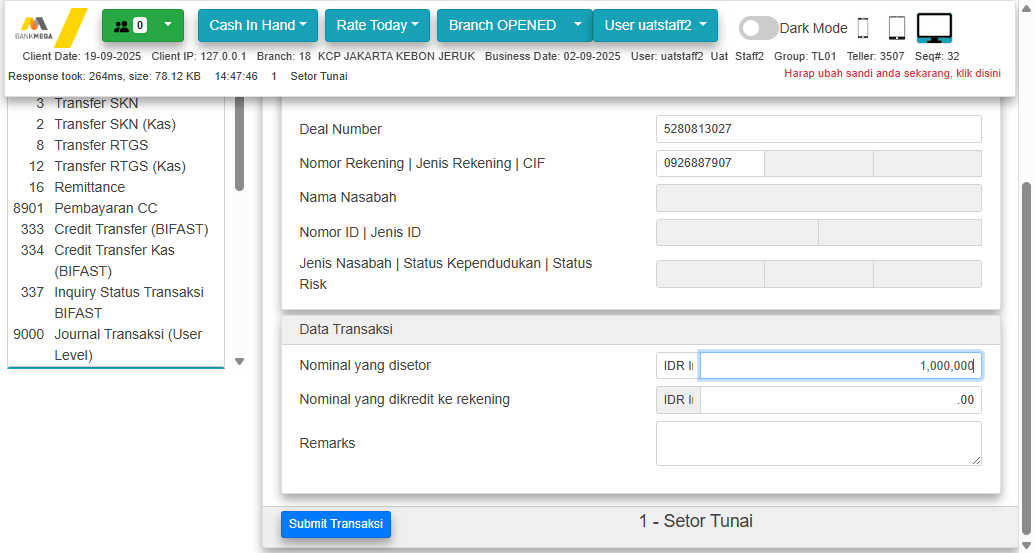 BANKMEGA
0
Cash In Hand
Rate Today
Branch OPENED
User uatstaff2
Dark Mode
Client Date: 19-09-2025 Client IP: 127.0.0.1 Branch: 18 KCP JAKARTA KEBON JERUK Business Date: 02-09-2025 User: uatstaff2 Uat Staff2 Group: TL01 Teller: 3507 Seq#: 32
Response took: 264ms, size: 78.12 KB 14:47:46 1 Setor Tunai
Harap ubah sandi anda sekarang, klik disini
3 Transfer SKN
2 Transfer SKN (Kas)
8 Transfer RTGS
12 Transfer RTGS (Kas)
16 Remittance
8901 Pembayaran CC
333 Credit Transfer (BIFAST)
334 Credit Transfer Kas
(BIFAST)
337 Inquiry Status Transaksi
BIFAST
9000 Journal Transaksi (User
Level)
Deal Number 5280813027
Nomor Rekening | Jenis Rekening | CIF 0926887907
Nama Nasabah
Nomor ID | Jenis ID
Jenis Nasabah | Status Kependudukan | Status
Risk
Data Transaksi
Nominal yang disetor IDR 1,000,000
Nominal yang dikredit ke rekening IDR .00
Remarks
Submit Transaksi
1 - Setor Tunai